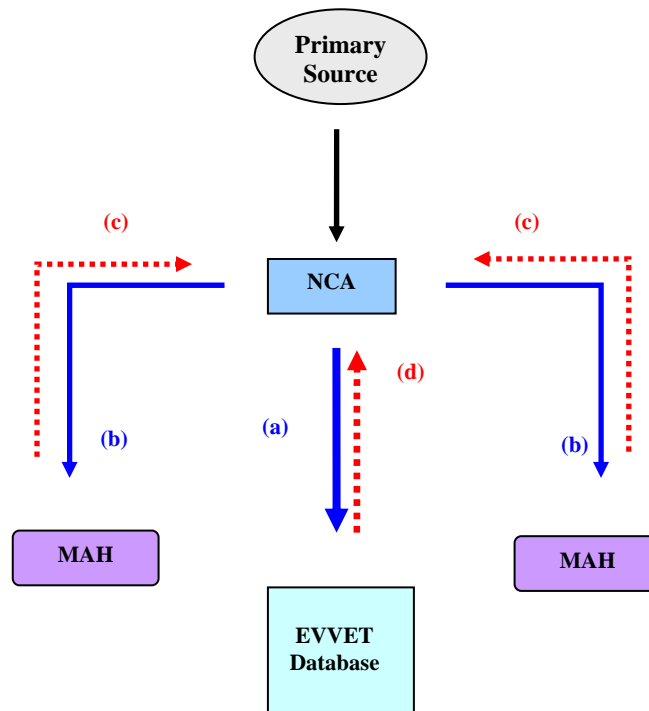 Primary
Source
(c)
(c)
NCA
(d)
(a)
(b)
(b)
MAH
MAH
EVVET
Database